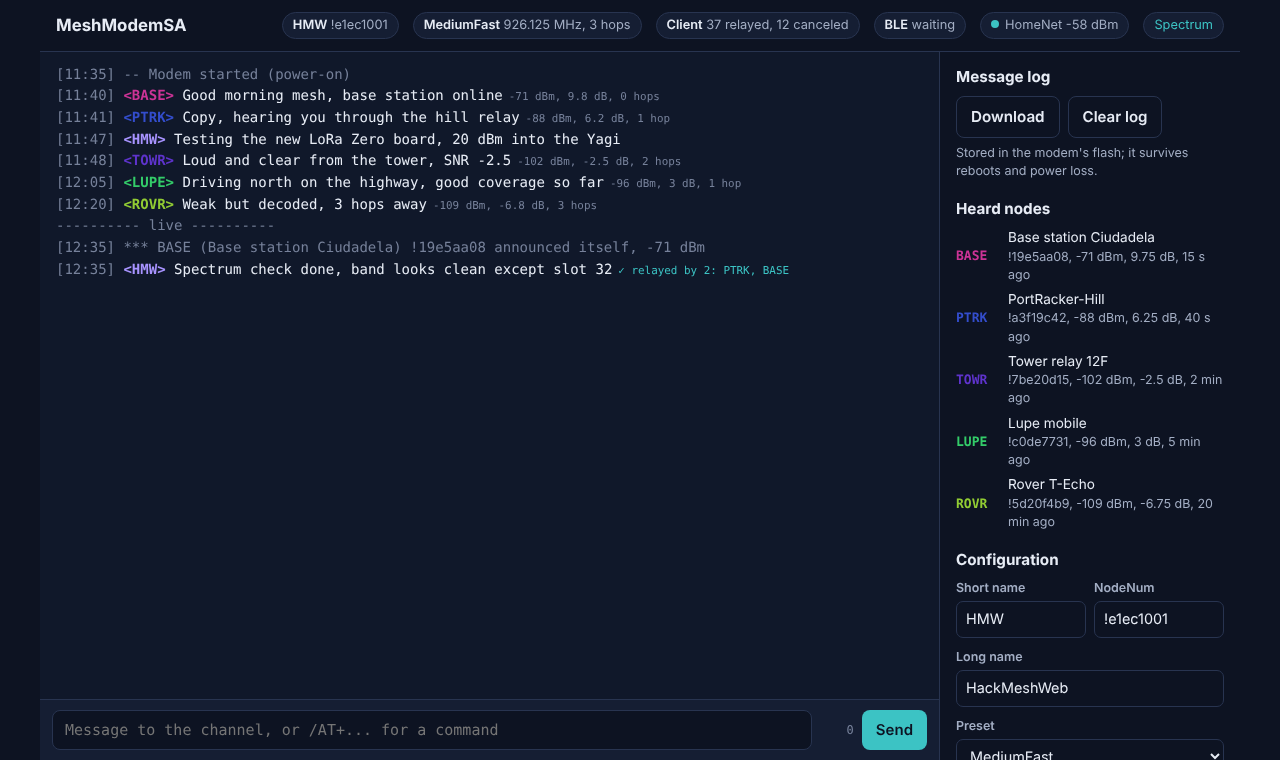 MeshModemSA
HMW !e1ec1001
MediumFast 926.125 MHz, 3 hops
Client 37 relayed, 12 canceled
BLE waiting
HomeNet -58 dBm
Spectrum
[11:35] -- Modem started (power-on)
[11:40] <BASE> Good morning mesh, base station online -71 dBm, 9.8 dB, 0 hops
[11:41] <PTRK> Copy, hearing you through the hill relay -88 dBm, 6.2 dB, 1 hop
[11:47] <HMW> Testing the new LoRa Zero board, 20 dBm into the Yagi
[11:48] <TOWR> Loud and clear from the tower, SNR -2.5 -102 dBm, -2.5 dB, 2 hops
[12:05] <LUPE> Driving north on the highway, good coverage so far -96 dBm, 3 dB, 1 hop
[12:20] <ROVR> Weak but decoded, 3 hops away -109 dBm, -6.8 dB, 3 hops
---------- live ----------
[12:35] *** BASE (Base station Ciudadela) !19e5aa08 announced itself, -71 dBm
[12:35] <HMW> Spectrum check done, band looks clean except slot 32 ✓ relayed by 2: PTRK, BASE
Message to the channel, or /AT+... for a command
0
Send
Message log
Download
Clear log
Stored in the modem's flash; it survives
reboots and power loss.
Heard nodes
BASE
Base station Ciudadela
!19e5aa08, -71 dBm, 9.75 dB, 15 s
ago
PTRK
PortRacker-Hill
!a3f19c42, -88 dBm, 6.25 dB, 40 s
ago
TOWR
Tower relay 12F
!7be20d15, -102 dBm, -2.5 dB, 2 min
ago
LUPE
Lupe mobile
!c0de7731, -96 dBm, 3 dB, 5 min
ago
ROVR
Rover T-Echo
!5d20f4b9, -109 dBm, -6.75 dB, 20
min ago
Configuration
Short name
NodeNum
HMW
!e1ec1001
Long name
HackMeshWeb
Preset
MediumFast